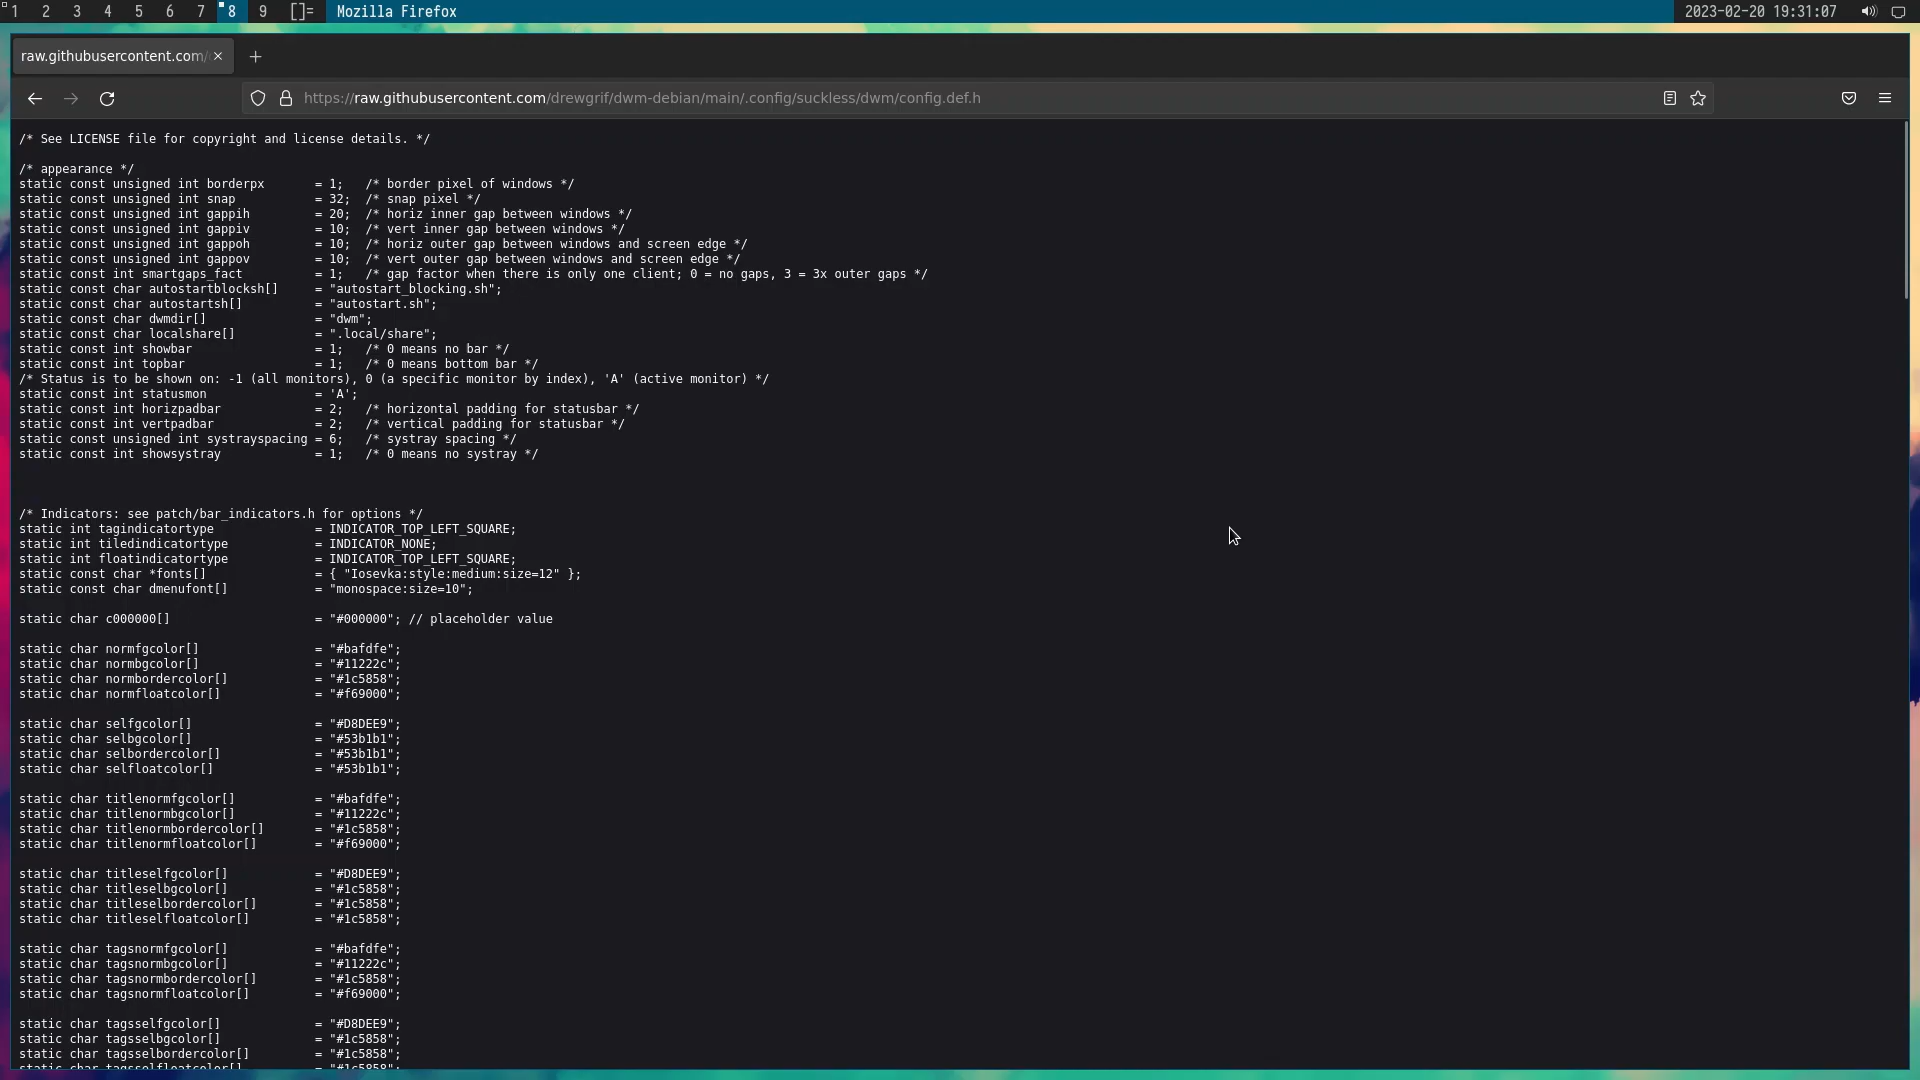 1 2 3 4 5 6 7 8 9 []= Mozilla Firefox 2023-02-20 19:31:07
raw.githubusercontent.com/
https://raw.githubusercontent.com/drewgrif/dwm-debian/main/.config/suckless/dwm/config.def.h
/* See LICENSE file for copyright and license details. */
/* appearance */
static const unsigned int borderpx       = 1;   /* border pixel of windows */
static const unsigned int snap           = 32;  /* snap pixel */
static const unsigned int gappih         = 20;  /* horiz inner gap between windows */
static const unsigned int gappiv         = 10;  /* vert inner gap between windows */
static const unsigned int gappoh         = 10;  /* horiz outer gap between windows and screen edge */
static const unsigned int gappov         = 10;  /* vert outer gap between windows and screen edge */
static const int smartgaps_fact          = 1;   /* gap factor when there is only one client; 0 = no gaps, 3 = 3x outer gaps */
static const char autostartblocksh[]     = "autostart_blocking.sh";
static const char autostartsh[]          = "autostart.sh";
static const char dwmdir[]               = "dwm";
static const char localshare[]           = ".local/share";
static const int showbar                 = 1;   /* 0 means no bar */
static const int topbar                  = 1;   /* 0 means bottom bar */
/* Status is to be shown on: -1 (all monitors), 0 (a specific monitor by index), 'A' (active monitor) */
static const int statusmon               = 'A';
static const int horizpadbar             = 2;   /* horizontal padding for statusbar */
static const int vertpadbar              = 2;   /* vertical padding for statusbar */
static const unsigned int systrayspacing = 6;   /* systray spacing */
static const int showsystray             = 1;   /* 0 means no systray */
/* Indicators: see patch/bar_indicators.h for options */
static int tagindicatortype              = INDICATOR_TOP_LEFT_SQUARE;
static int tiledindicatortype            = INDICATOR_NONE;
static int floatindicatortype            = INDICATOR_TOP_LEFT_SQUARE;
static const char *fonts[]               = { "Iosevka:style:medium:size=12" };
static const char dmenufont[]            = "monospace:size=10";
static char c000000[]                    = "#000000"; // placeholder value
static char normfgcolor[]                = "#bafdfe";
static char normbgcolor[]                = "#11222c";
static char normbordercolor[]            = "#1c5858";
static char normfloatcolor[]             = "#f69000";
static char selfgcolor[]                 = "#D8DEE9";
static char selbgcolor[]                 = "#53b1b1";
static char selbordercolor[]             = "#53b1b1";
static char selfloatcolor[]              = "#53b1b1";
static char titlenormfgcolor[]           = "#bafdfe";
static char titlenormbgcolor[]           = "#11222c";
static char titlenormbordercolor[]       = "#1c5858";
static char titlenormfloatcolor[]        = "#f69000";
static char titleselfgcolor[]            = "#D8DEE9";
static char titleselbgcolor[]            = "#1c5858";
static char titleselbordercolor[]        = "#1c5858";
static char titleselfloatcolor[]         = "#1c5858";
static char tagsnormfgcolor[]            = "#bafdfe";
static char tagsnormbgcolor[]            = "#11222c";
static char tagsnormbordercolor[]        = "#1c5858";
static char tagsnormfloatcolor[]         = "#f69000";
static char tagsselfgcolor[]             = "#D8DEE9";
static char tagsselbgcolor[]             = "#1c5858";
static char tagsselbordercolor[]         = "#1c5858";
static char tagsselfloatcolor[]          = "#1c5858";